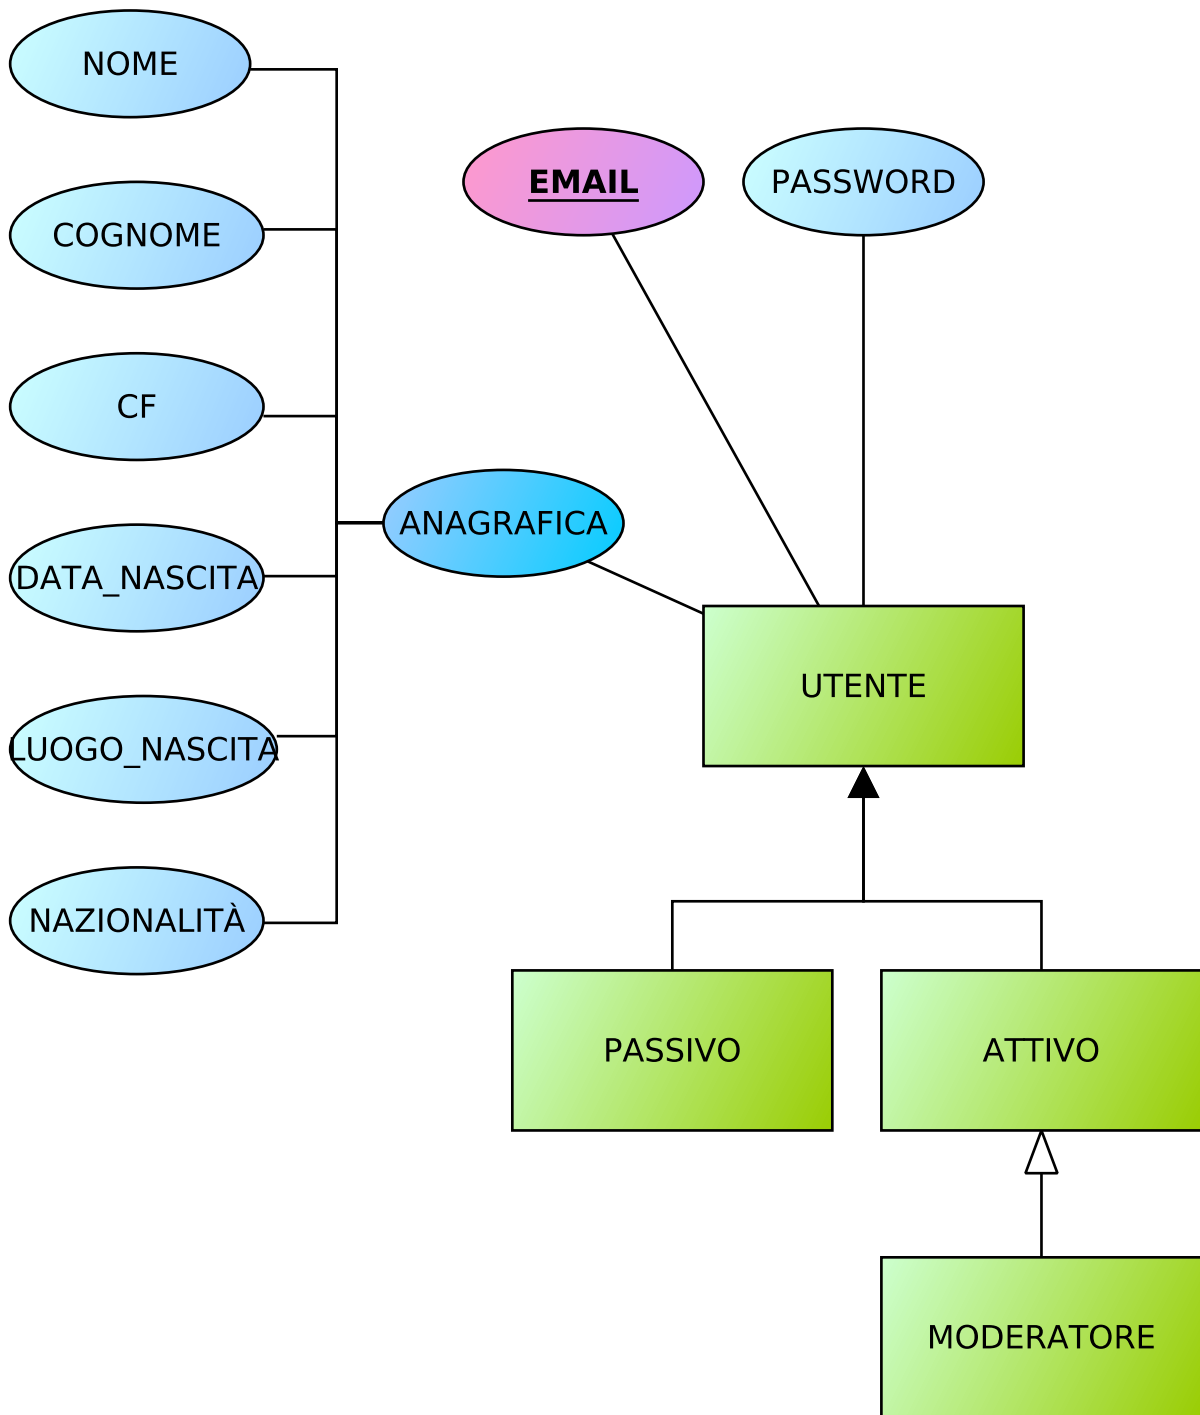 NOME
EMAIL
PASSWORD
COGNOME
CF
ANAGRAFICA
DATA_NASCITA
UTENTE
LUOGO_NASCITA
NAZIONALITÀ
PASSIVO
ATTIVO
MODERATORE